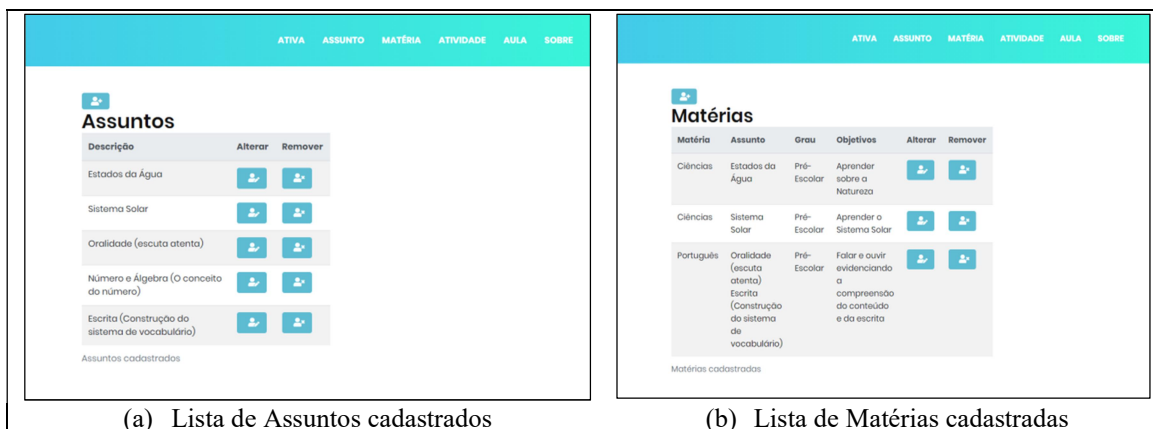 ATIVA ASSUNTO MATÉRIA ATIVIDADE AULA SOBRE
Assuntos
Descrição Alterar Remover
Estados da Água
Sistema Solar
Oralidade (escuta atenta)
Número e Álgebra (O conceito
do número)
Escrita (Construção do
sistema de vocabulário)
Assuntos cadastrados
(a) Lista de Assuntos cadastrados
ATIVA ASSUNTO MATÉRIA ATIVIDADE AULA SOBRE
Matérias
Matéria Assunto Grau Objetivos Alterar Remover
Ciências Estados da Pré- Aprender
Água Escolar sobre a
Natureza
Ciências Sistema Pré- Aprender o
Solar Escolar Sistema Solar
Português Oralidade Pré- Falar e ouvir
(escuta Escolar evidenciando
atenta) a
Escrita compreensão
(Construção do conteúdo
do sistema e da escrita
de
vocabulário)
Matérias cadastradas
(b) Lista de Matérias cadastradas